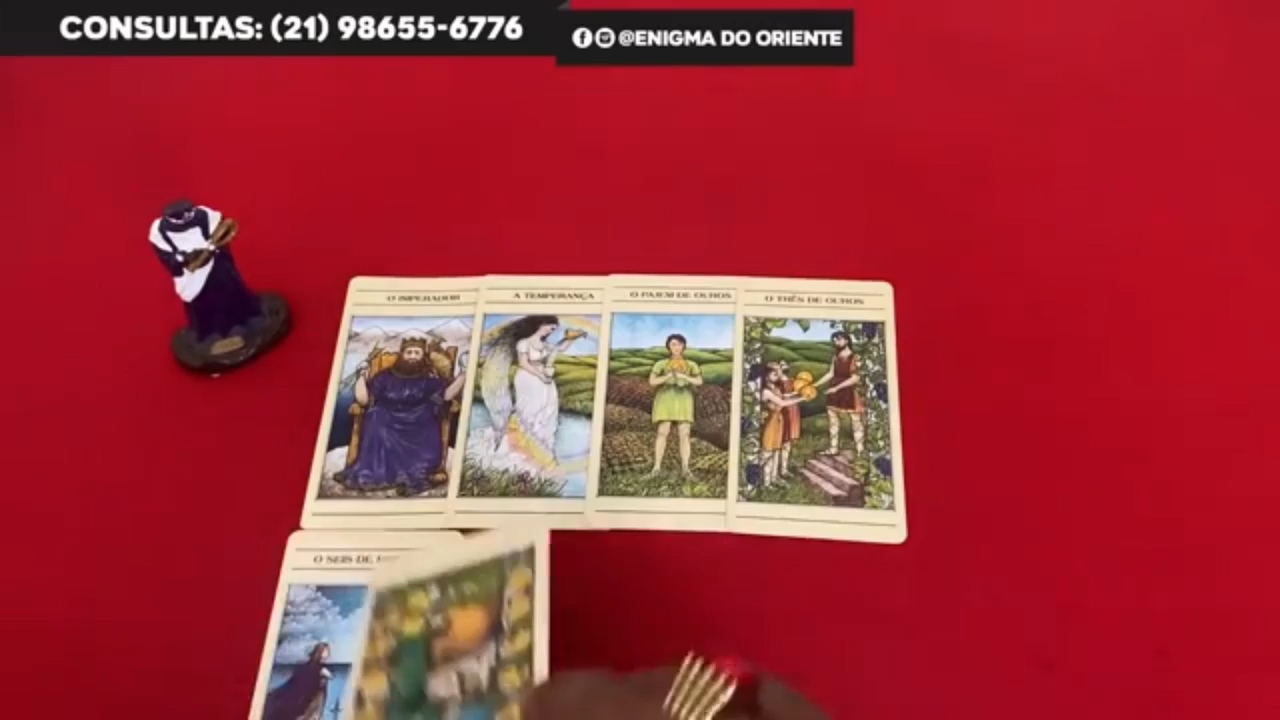 CONSULTAS: (21) 98655-6776
@ENIGMA DO ORIENTE
O IMPERADOR
A TEMPERANÇA
O PAJEM DE OUROS
O TRÊS DE OUROS
O SEIS DE